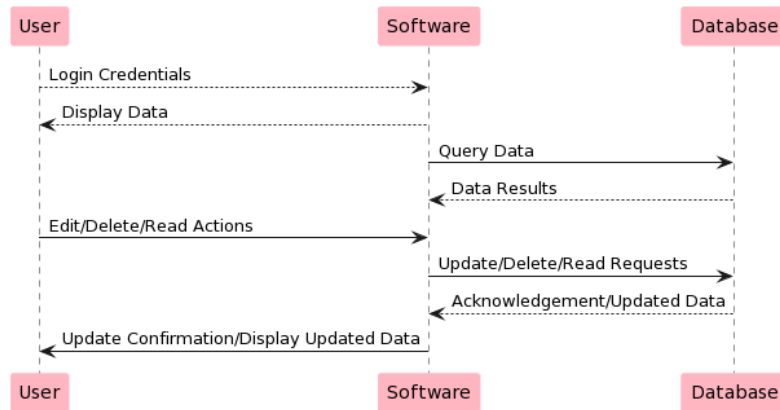 User Software Database
Login Credentials
Display Data
Query Data
Data Results
Edit/Delete/Read Actions
Update/Delete/Read Requests
Acknowledgement/Updated Data
Update Confirmation/Display Updated Data
User Software Database